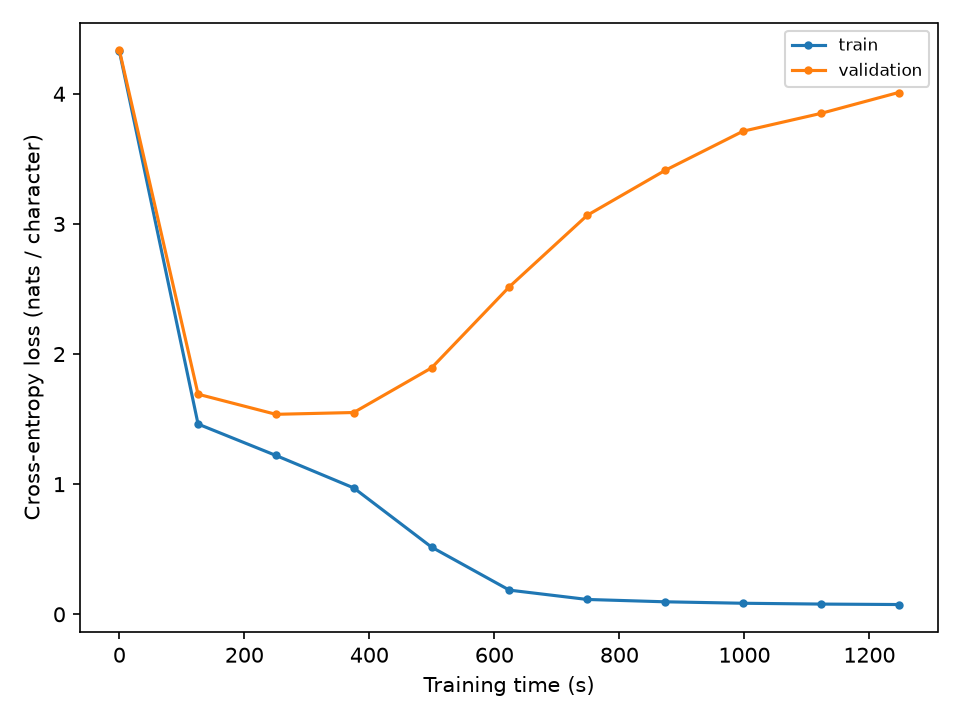 train
validation
4
3
2
1
0
Cross-entropy loss (nats / character)
0 200 400 600 800 1000 1200
Training time (s)